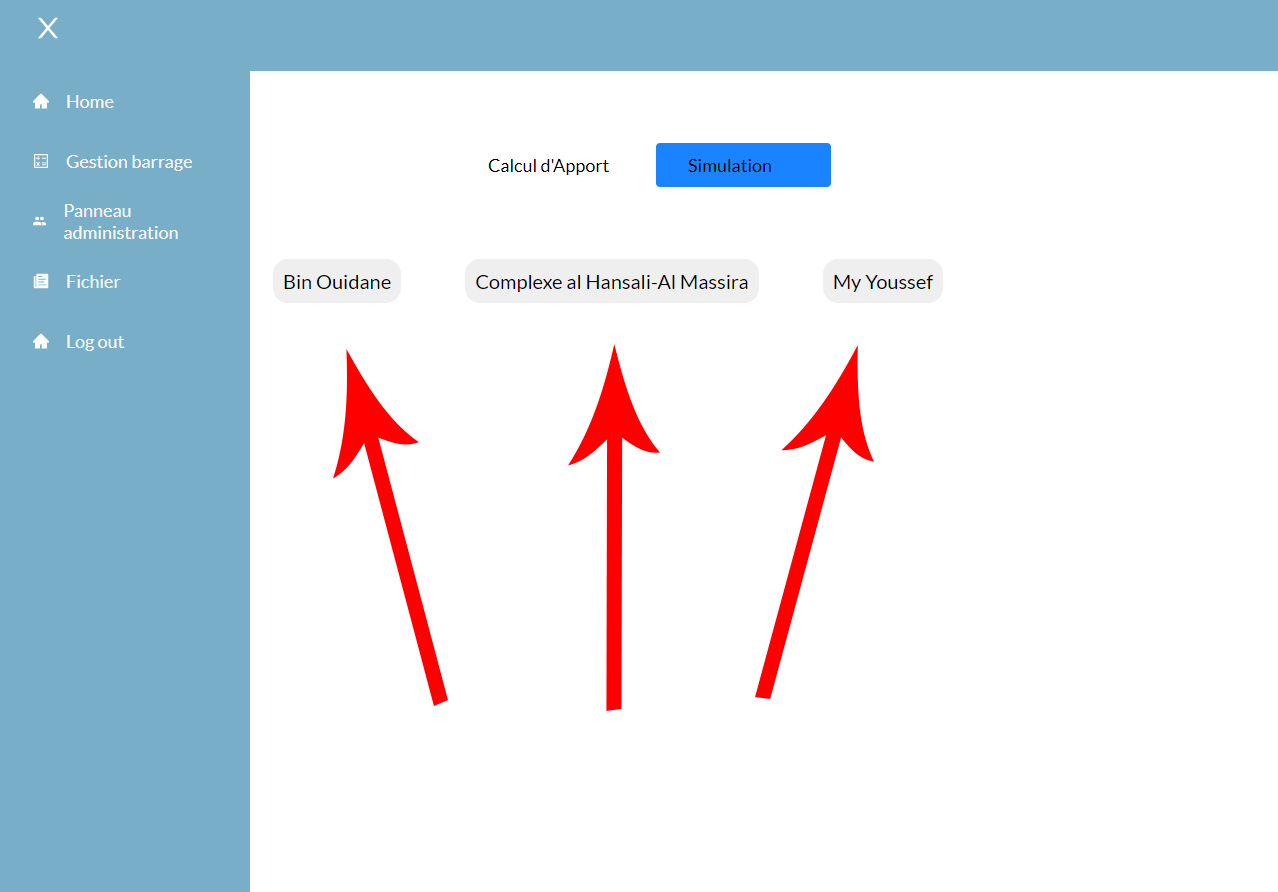 Home
Gestion barrage
Panneau
administration
Fichier
Log out
Calcul d'Apport
Simulation
Bin Ouidane
Complexe al Hansali-Al Massira
My Youssef